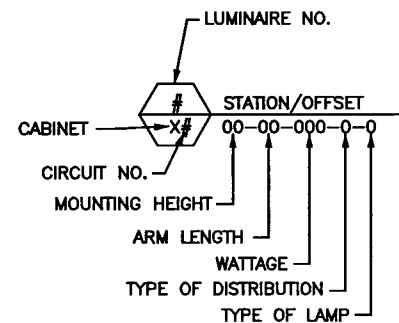 LUMINAIRE NO.
#
STATION/OFFSET
CABINET
X#
00-00-000-0-0
CIRCUIT NO.
MOUNTING HEIGHT
ARM LENGTH
WATTAGE
TYPE OF DISTRIBUTION
TYPE OF LAMP